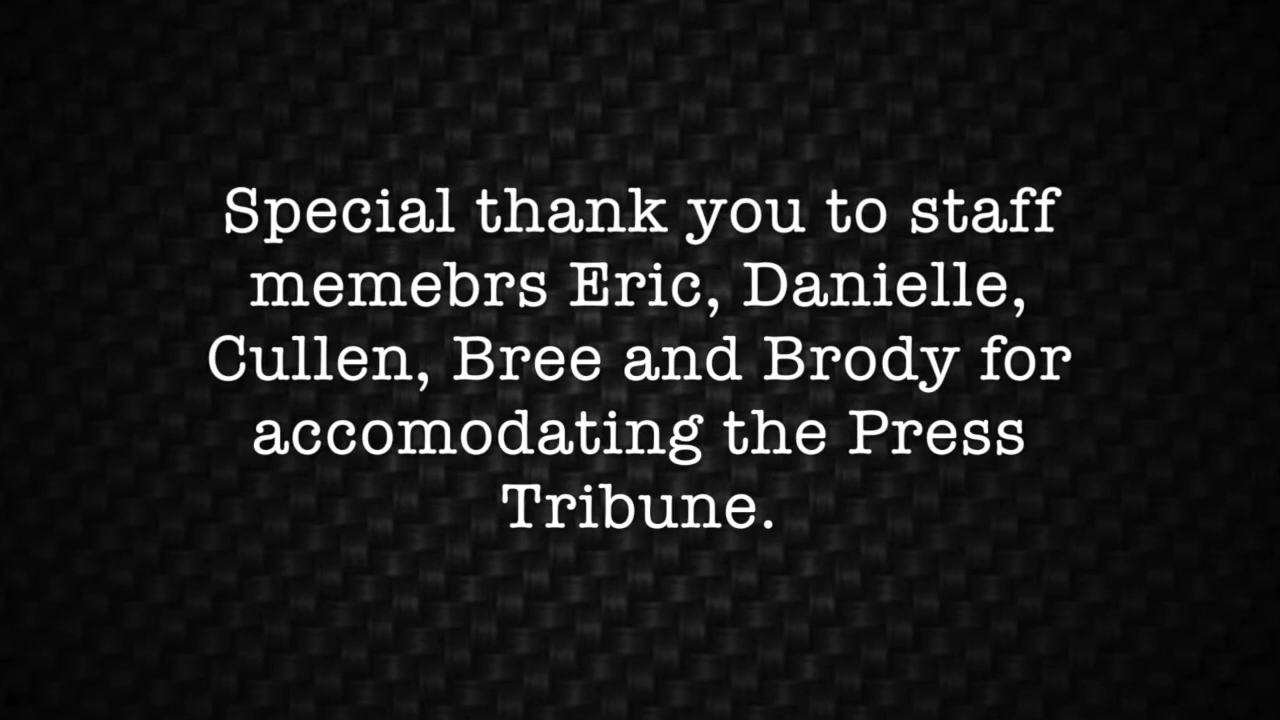 Special thank you to staff
memebrs Eric, Danielle,
Cullen, Bree and Brody for
accomodating the Press
Tribune.